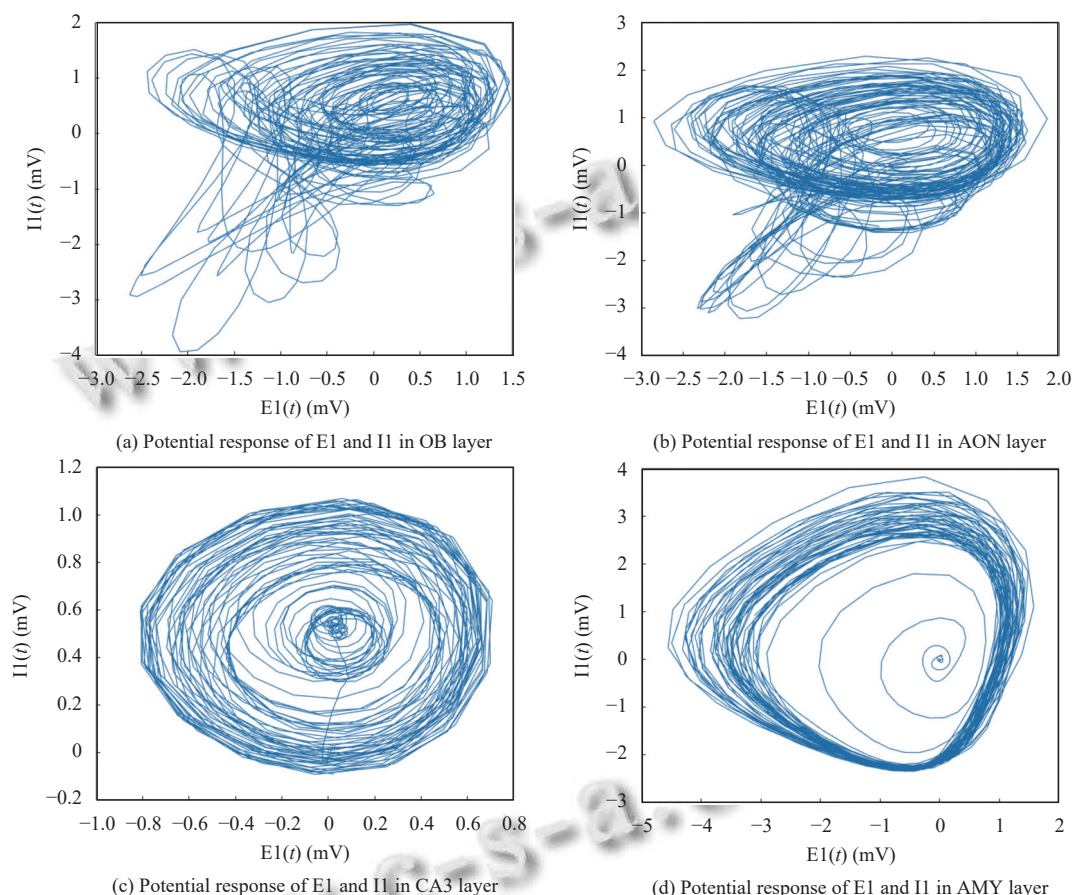 2
1
0
−1
−2
−3
−4
I1(t) (mV)
−3.0 −2.5 −2.0 −1.5 −1.0 −0.5 0 0.5 1.0 1.5
E1(t) (mV)
(a) Potential response of E1 and I1 in OB layer
3
2
1
0
−1
−2
−3
−4
I1(t) (mV)
−3.0 −2.5 −2.0 −1.5 −1.0 −0.5 0 0.5 1.0 1.5 2.0
E1(t) (mV)
(b) Potential response of E1 and I1 in AON layer
1.2
1.0
0.8
0.6
0.4
0.2
0
−0.2
I1(t) (mV)
−1.0 −0.8 −0.6 −0.4 −0.2 0 0.2 0.4 0.6 0.8
E1(t) (mV)
(c) Potential response of E1 and I1 in CA3 layer
4
3
2
1
0
−1
−2
−3
I1(t) (mV)
−5 −4 −3 −2 −1 0 1 2
E1(t) (mV)
(d) Potential response of E1 and I1 in AMY layer